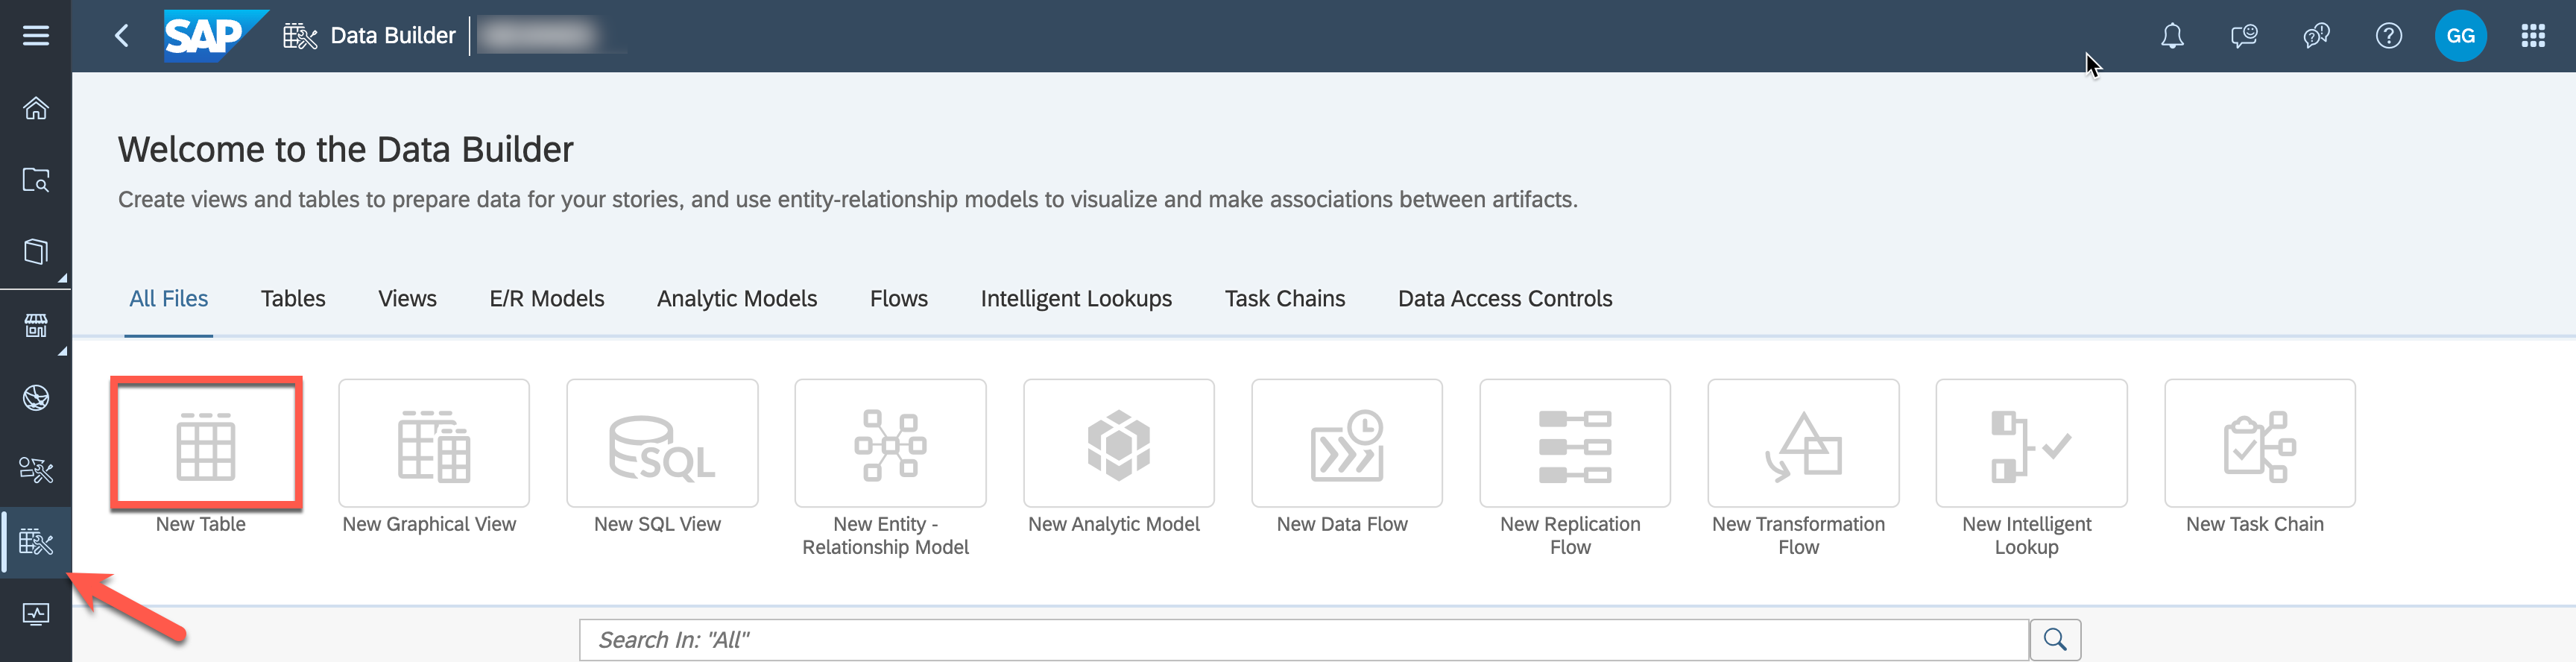 SAP
Data Builder
GG
Welcome to the Data Builder
Create views and tables to prepare data for your stories, and use entity-relationship models to visualize and make associations between artifacts.
All Files
Tables
Views
E/R Models
Analytic Models
Flows
Intelligent Lookups
Task Chains
Data Access Controls
SQL
New Table
New Graphical View
New SQL View
New Entity -
Relationship Model
New Analytic Model
New Data Flow
New Replication
Flow
New Transformation
Flow
New Intelligent
Lookup
New Task Chain
Search In: "All"